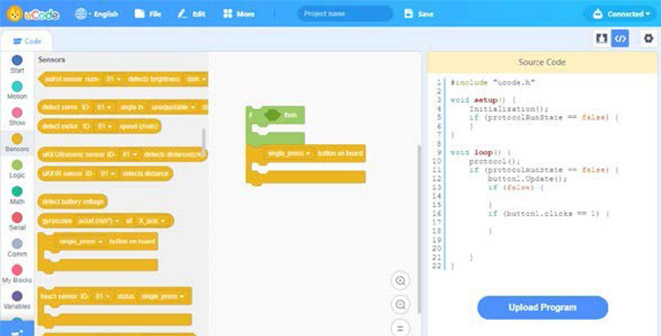 uCode
English
File
Edit
More
Project name
Save
Connected
Code
Start
Motion
Show
Sensors
Logic
Math
Serial
Comm
My Blocks
Variables
Sensors
patrol sensor num- 01 detects brightness dark
detect servo ID- 01 angle in unadjustable
detect motor ID- 01 speed (r/min)
uKit Ultrasonic sensor ID- 01 detects distance(cm)
uKit IR sensor ID- 01 detects distance
detect battery voltage
gyroscope accel.(m/s²) of X_axis
single_press button on board
touch sensor ID- 01 status single_press
if then
single_press button on board
Source Code
1 #include "ucode.h"
2
3 void setup() {
4 Initialization();
5 if (protocolRunState == false) {
6 }
7 }
8
9 void loop() {
10 protocol();
11 if (protocolRunState == false) {
12 button1.Update();
13 if (false) {
14
15 }
16 if (button1.clicks == 1) {
17
18 }
19
20
21 }
22 }
Upload Program